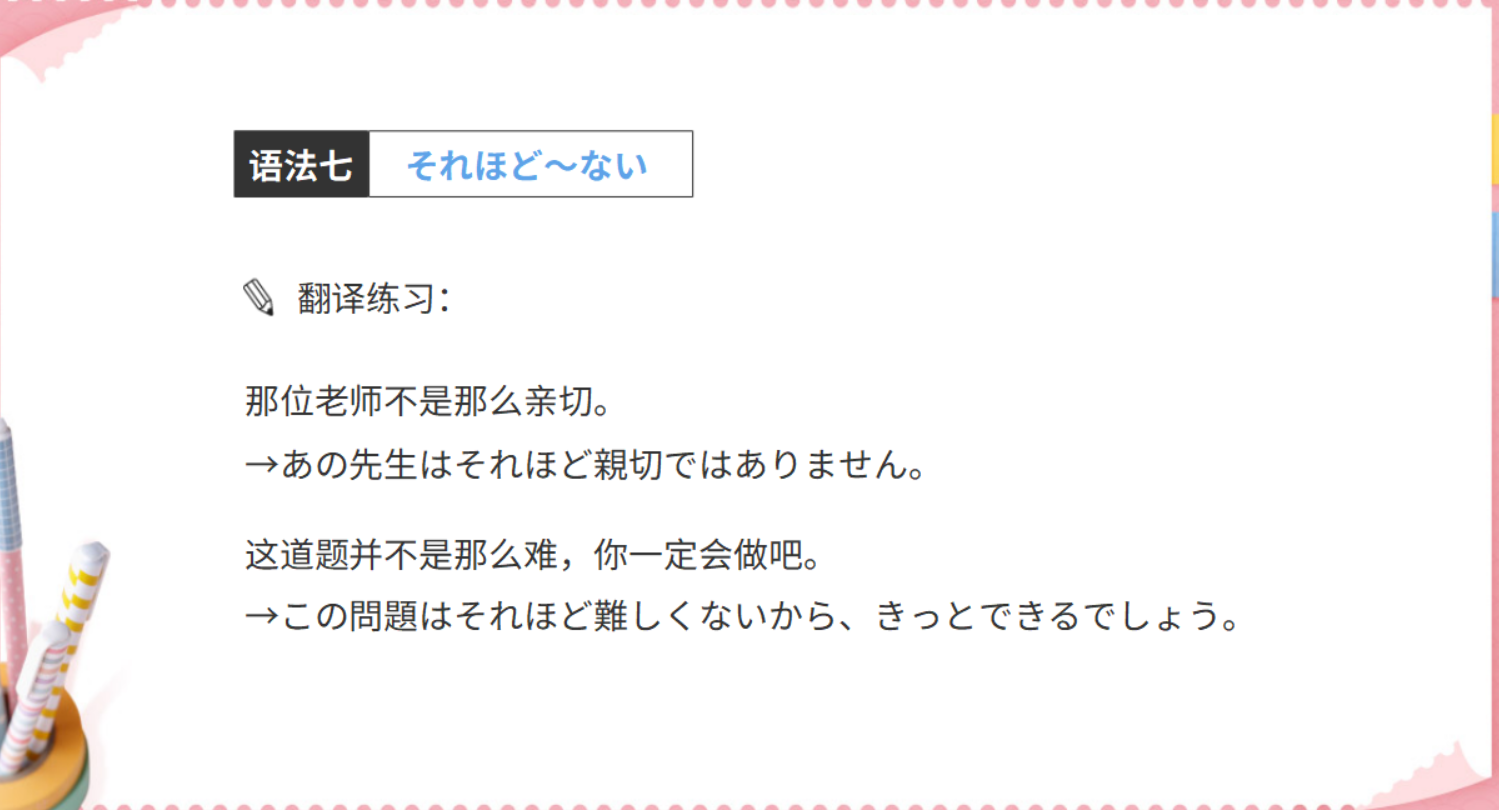 语法七 それほど～ない
翻译练习：
那位老师不是那么亲切。
→あの先生はそれほど親切ではありません。
这道题并不是那么难，你一定会做吧。
→この問題はそれほど難しくないから、きっとできるでしょう。